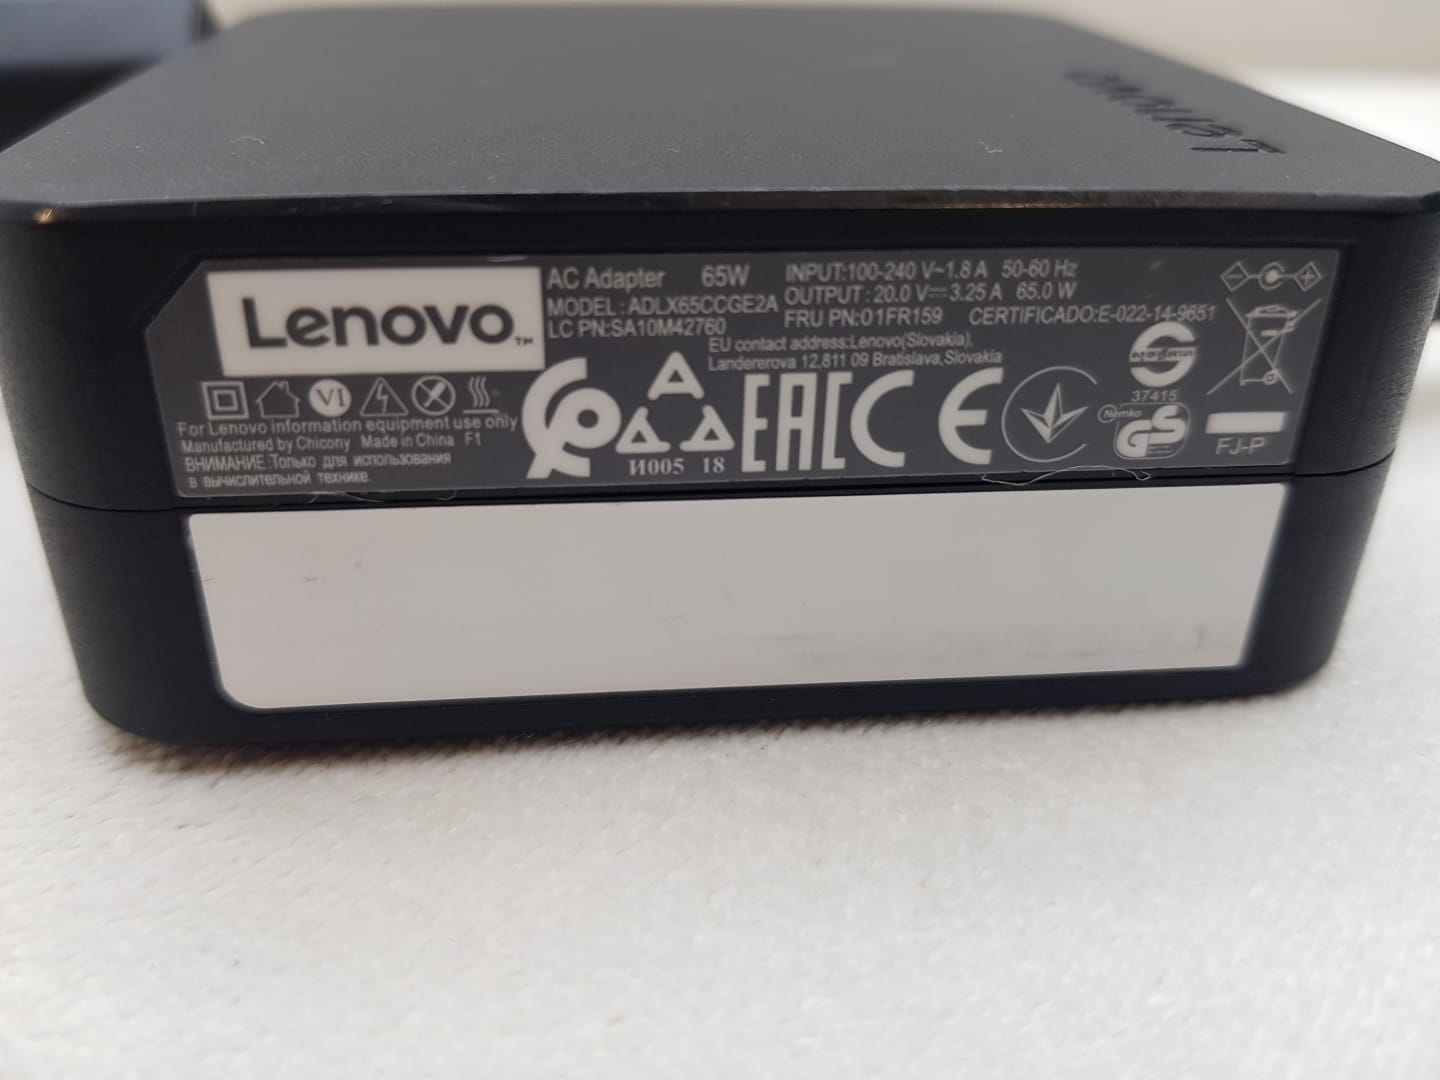 Lenovo
Lenovo™
AC Adapter 65W
MODEL: ADLX65CCGE2A
LC PN:SA10M42760
INPUT:100-240 V~1.8 A 50-60 Hz
OUTPUT: 20.0 V⎓3.25 A 65.0 W
FRU PN:01FR159 CERTIFICADO:E-022-14-9651
EU contact address:Lenovo(Slovakia),
Landererova 12,811 09 Bratislava,Slovakia
VI
For Lenovo information equipment use only
Manufactured by Chicony Made in China F1
ВНИМАНИЕ:Только для использования
в вычислительной технике.
И005 18
EAC
CE
37415
Nemko
GS
FJ-P